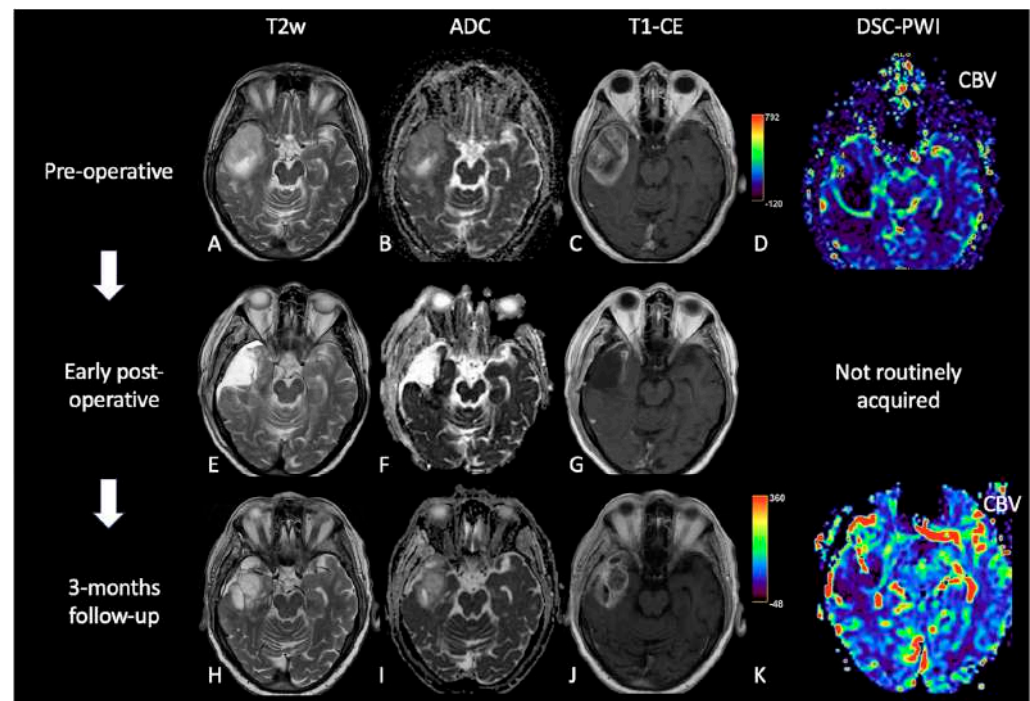 T2w ADC T1-CE DSC-PWI
CBV
792
Pre-operative
-120
A B C D
Early post-
operative
Not routinely
acquired
E F G
360
CBV
3-months
follow-up
-48
H I J K